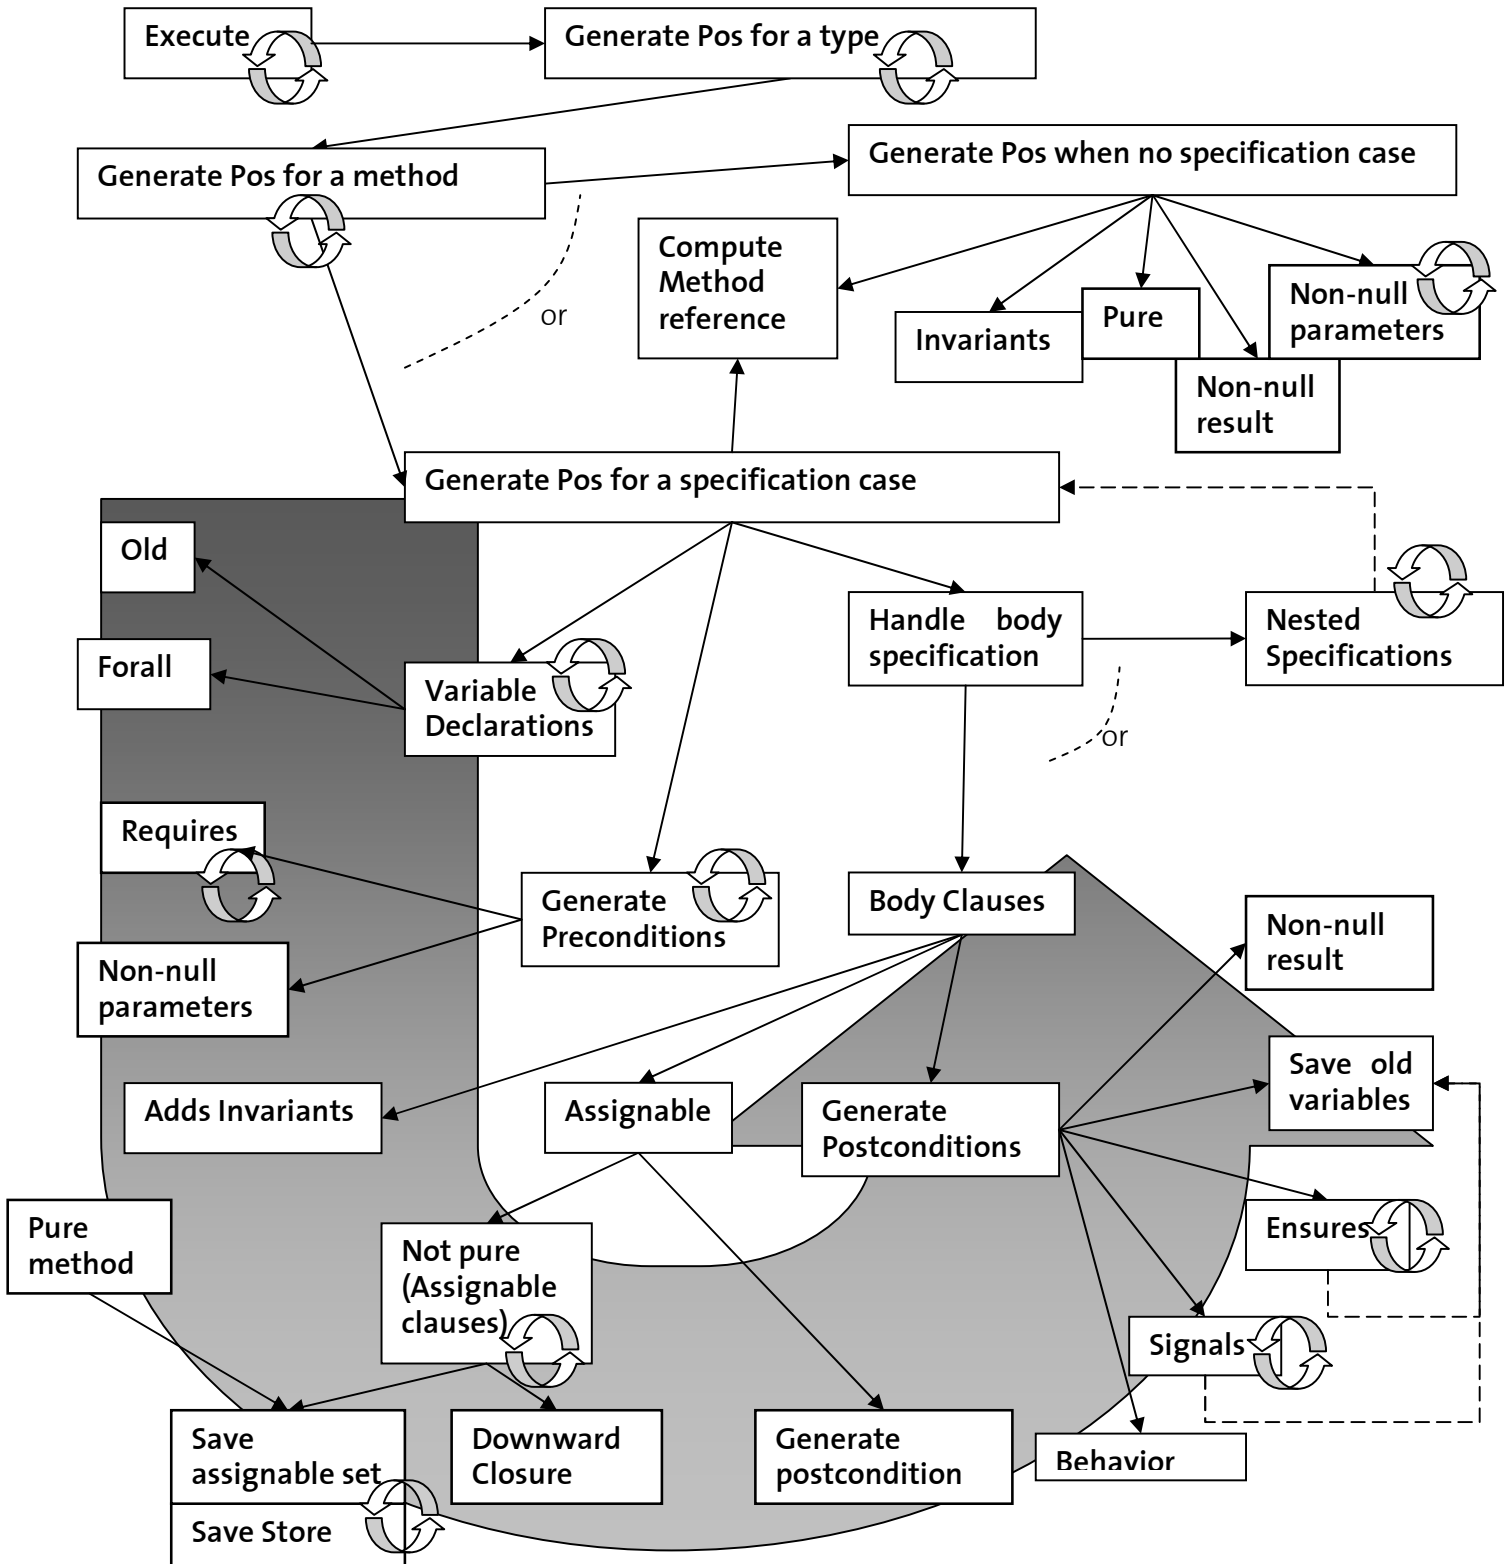 Execute
Generate Pos for a type
Generate Pos for a method
Generate Pos when no specification case
or
Compute
Method
reference
Invariants
Pure
Non-null
result
Non-null
parameters
Generate Pos for a specification case
Old
Forall
Variable
Declarations
Handle body
specification
Nested
Specifications
or
Requires
Non-null
parameters
Generate
Preconditions
Body Clauses
Non-null
result
Adds Invariants
Assignable
Generate
Postconditions
Save old
variables
Pure
method
Not pure
(Assignable
clauses)
Ensures
Signals
Save
assignable set
Save Store
Downward
Closure
Generate
postcondition
Behavior